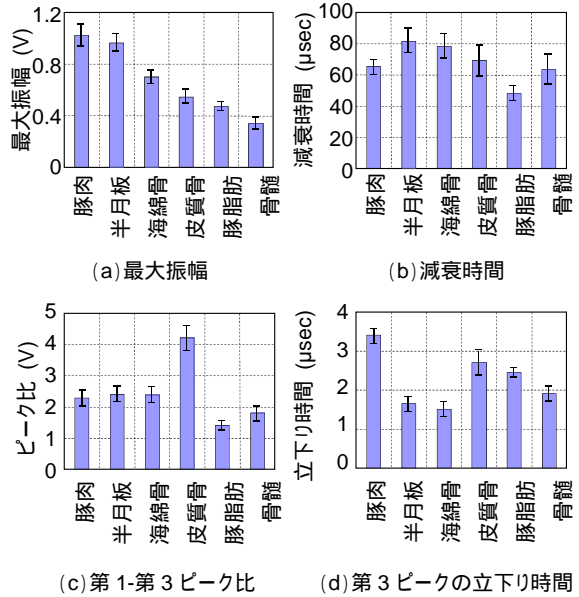 最大振幅 (V)
1.2
0.8
0.4
0
豚肉
半月板
海綿骨
皮質骨
豚脂肪
骨髄
(a)最大振幅
減衰時間 (μsec)
100
80
60
40
20
0
豚肉
半月板
海綿骨
皮質骨
豚脂肪
骨髄
(b)減衰時間
ピーク比 (V)
5
4
3
2
1
0
豚肉
半月板
海綿骨
皮質骨
豚脂肪
骨髄
(c)第 1-第 3 ピーク比
立下り時間 (μsec)
4
3
2
1
0
豚肉
半月板
海綿骨
皮質骨
豚脂肪
骨髄
(d)第 3 ピークの立下り時間